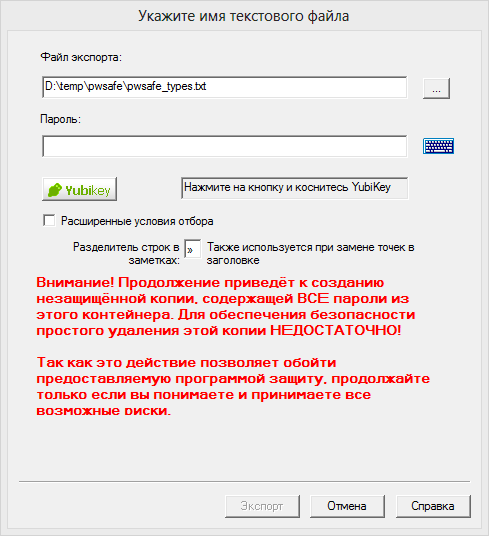 Укажите имя текстового файла
Файл экспорта:
D:\temp\pwsafe\pwsafe_types.txt
...
Пароль:
Yubikey
Нажмите на кнопку и коснитесь YubiKey
Расширенные условия отбора
Разделитель строк в
заметках:
»
Также используется при замене точек в
заголовке
Внимание! Продолжение приведёт к созданию
незащищённой копии, содержащей ВСЕ пароли из
этого контейнера. Для обеспечения безопасности
простого удаления этой копии НЕДОСТАТОЧНО!
Так как это действие позволяет обойти
предоставляемую программой защиту, продолжайте
только если вы понимаете и принимаете все
возможные риски.
Экспорт
Отмена
Справка